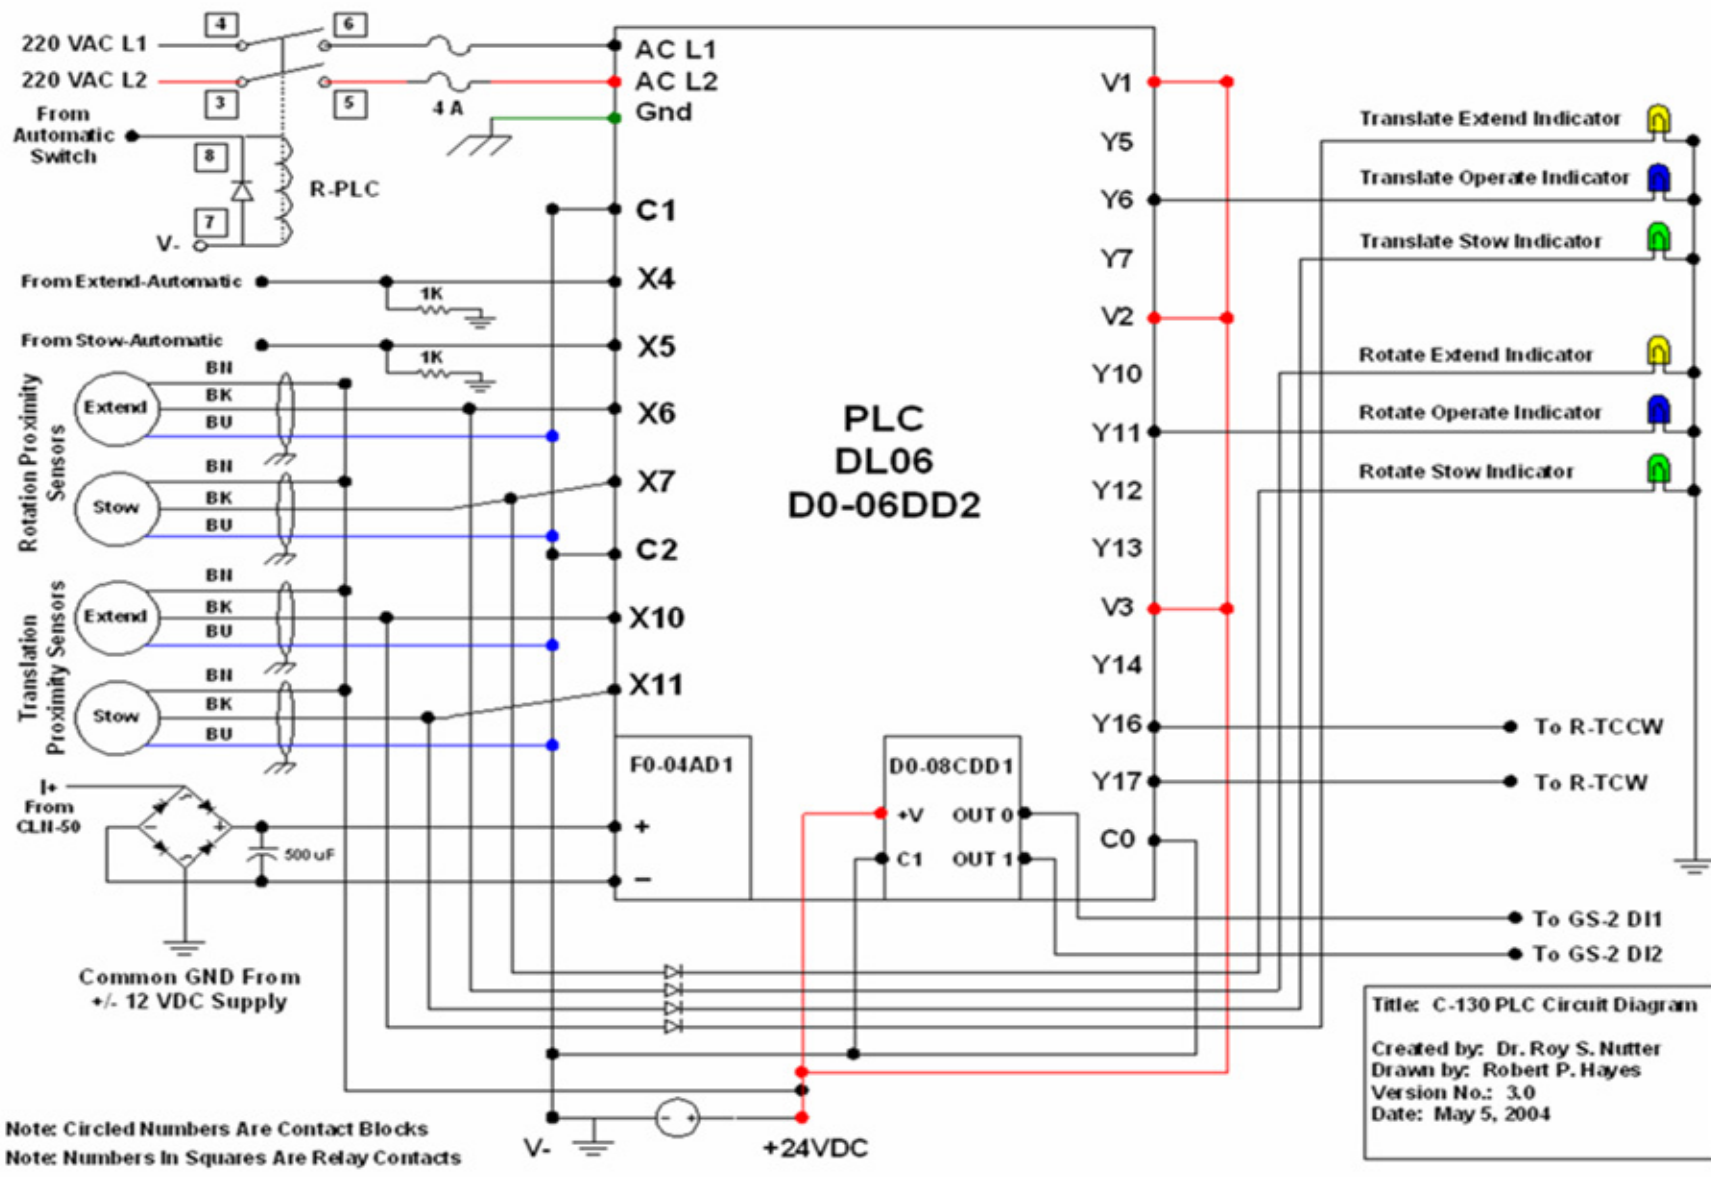 4
6
220 VAC L1
220 VAC L2
3
5
4 A
From
Automatic
Switch
8
R-PLC
7
V-
AC L1
AC L2
Gnd
C1
From Extend-Automatic
X4
1K
From Stow-Automatic
X5
1K
Rotation Proximity
Sensors
BN
Extend
BK
BU
X6
BN
Stow
BK
BU
X7
C2
Translation
Proximity Sensors
BN
Extend
BK
BU
X10
BN
Stow
BK
BU
X11
I+
From
CLN-50
-
+
500 uF
Common GND From
+/- 12 VDC Supply
F0-04AD1
+
-
PLC
DL06
D0-06DD2
D0-08CDD1
+V
OUT 0
C1
OUT 1
V1
Y5
Y6
Y7
V2
Y10
Y11
Y12
Y13
V3
Y14
Y16
Y17
C0
Translate Extend Indicator
Translate Operate Indicator
Translate Stow Indicator
Rotate Extend Indicator
Rotate Operate Indicator
Rotate Stow Indicator
To R-TCCW
To R-TCW
To GS-2 DI1
To GS-2 DI2
V-
- +
+24VDC
Note: Circled Numbers Are Contact Blocks
Note: Numbers In Squares Are Relay Contacts
Title: C-130 PLC Circuit Diagram
Created by: Dr. Roy S. Nutter
Drawn by: Robert P. Hayes
Version No.: 3.0
Date: May 5, 2004